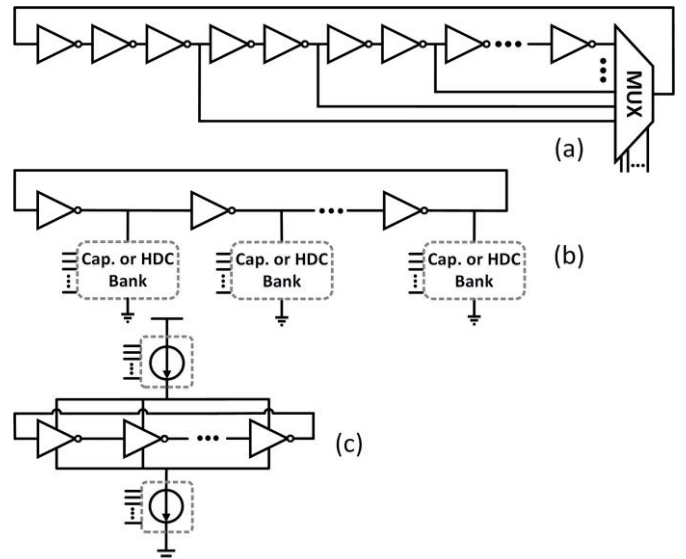 MUX
(a)
Cap. or HDC
Bank
Cap. or HDC
Bank
Cap. or HDC
Bank
(b)
(c)